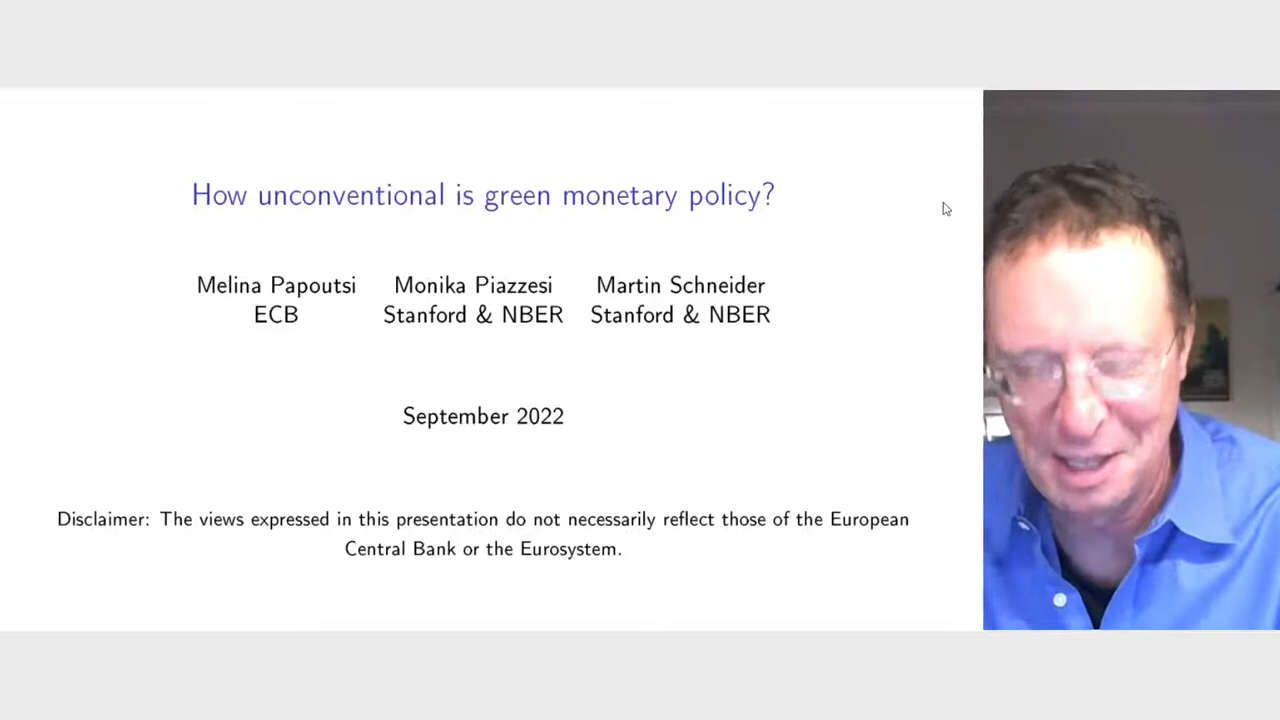 How unconventional is green monetary policy?
Melina Papoutsi Monika Piazzesi Martin Schneider
ECB Stanford & NBER Stanford & NBER
September 2022
Disclaimer: The views expressed in this presentation do not necessarily reflect those of the European
Central Bank or the Eurosystem.